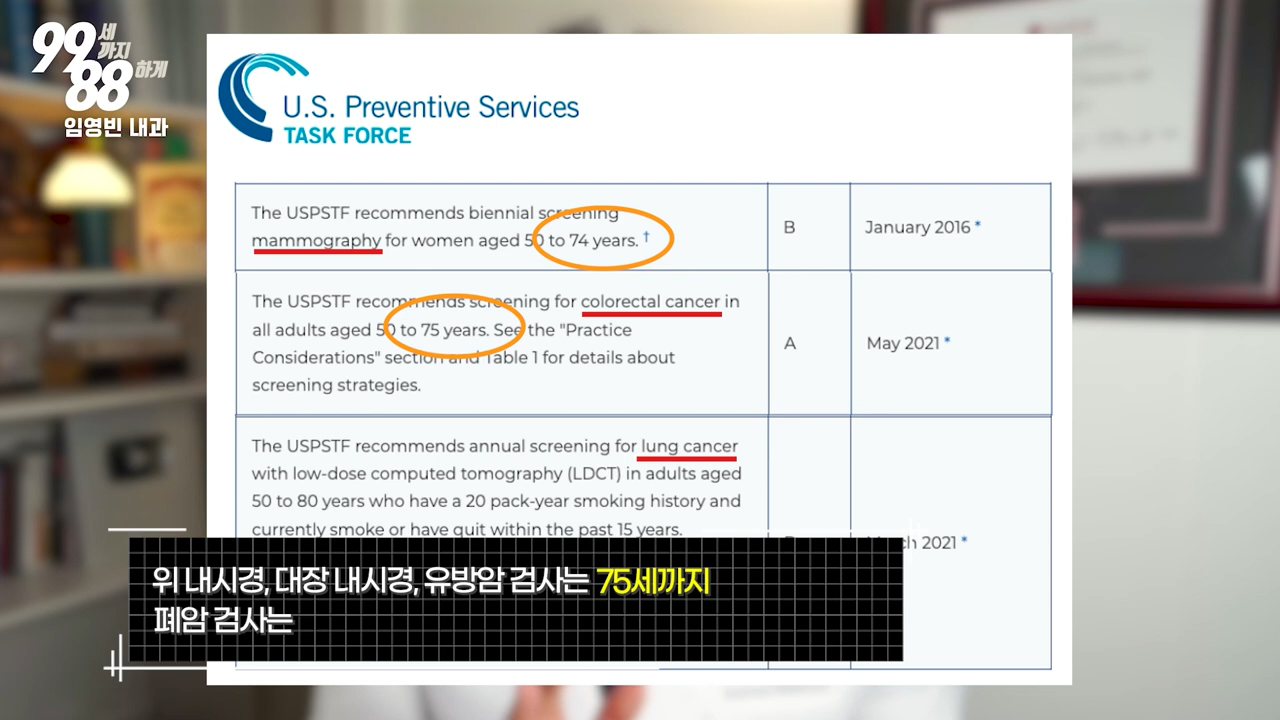 99세
까지
88하게
임영빈 내과
U.S. Preventive Services
TASK FORCE
The USPSTF recommends biennial screening
mammography for women aged 50 to 74 years. †
B
January 2016 *
The USPSTF recommends screening for colorectal cancer in
all adults aged 50 to 75 years. See the "Practice
Considerations" section and Table 1 for details about
screening strategies.
A
May 2021 *
The USPSTF recommends annual screening for lung cancer
with low-dose computed tomography (LDCT) in adults aged
50 to 80 years who have a 20 pack-year smoking history and
currently smoke or have quit within the past 15 years.
2021 *
위 내시경, 대장 내시경, 유방암 검사는 75세까지
폐암 검사는